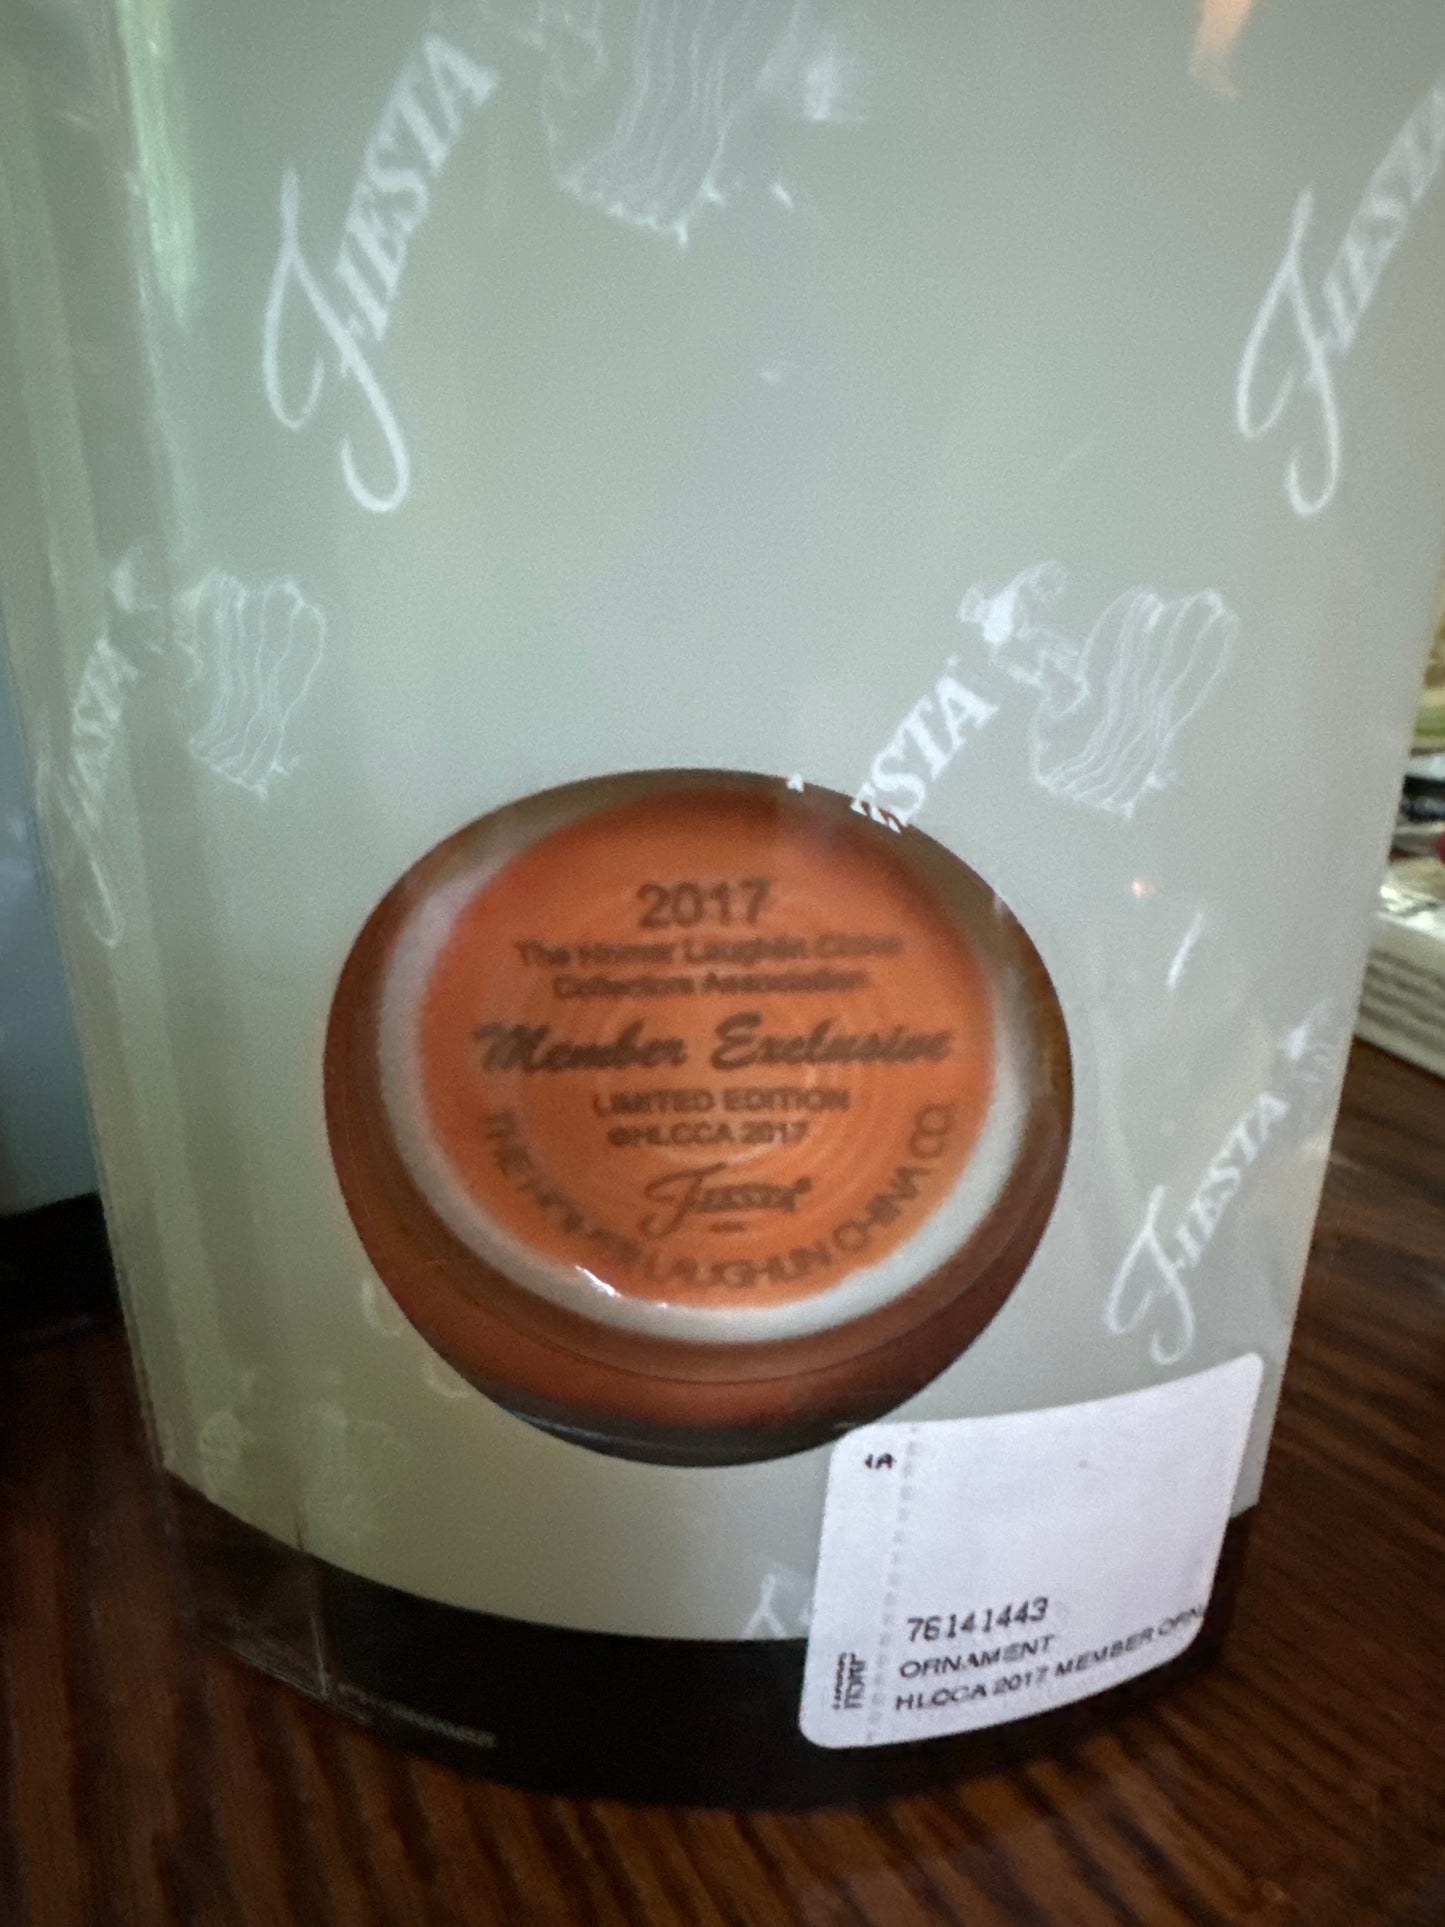 FIESTA
FIESTA
FIESTA
FIESTA
2017
The Homer Laughlin China
Collectors Association
Member Exclusive
LIMITED EDITION
©HLCCA 2017
FIESTA®
THE HOMER LAUGHLIN CHINA CO.
FIESTA
76141443
ORNAMENT
HLCCA 2017 MEMBER ORN